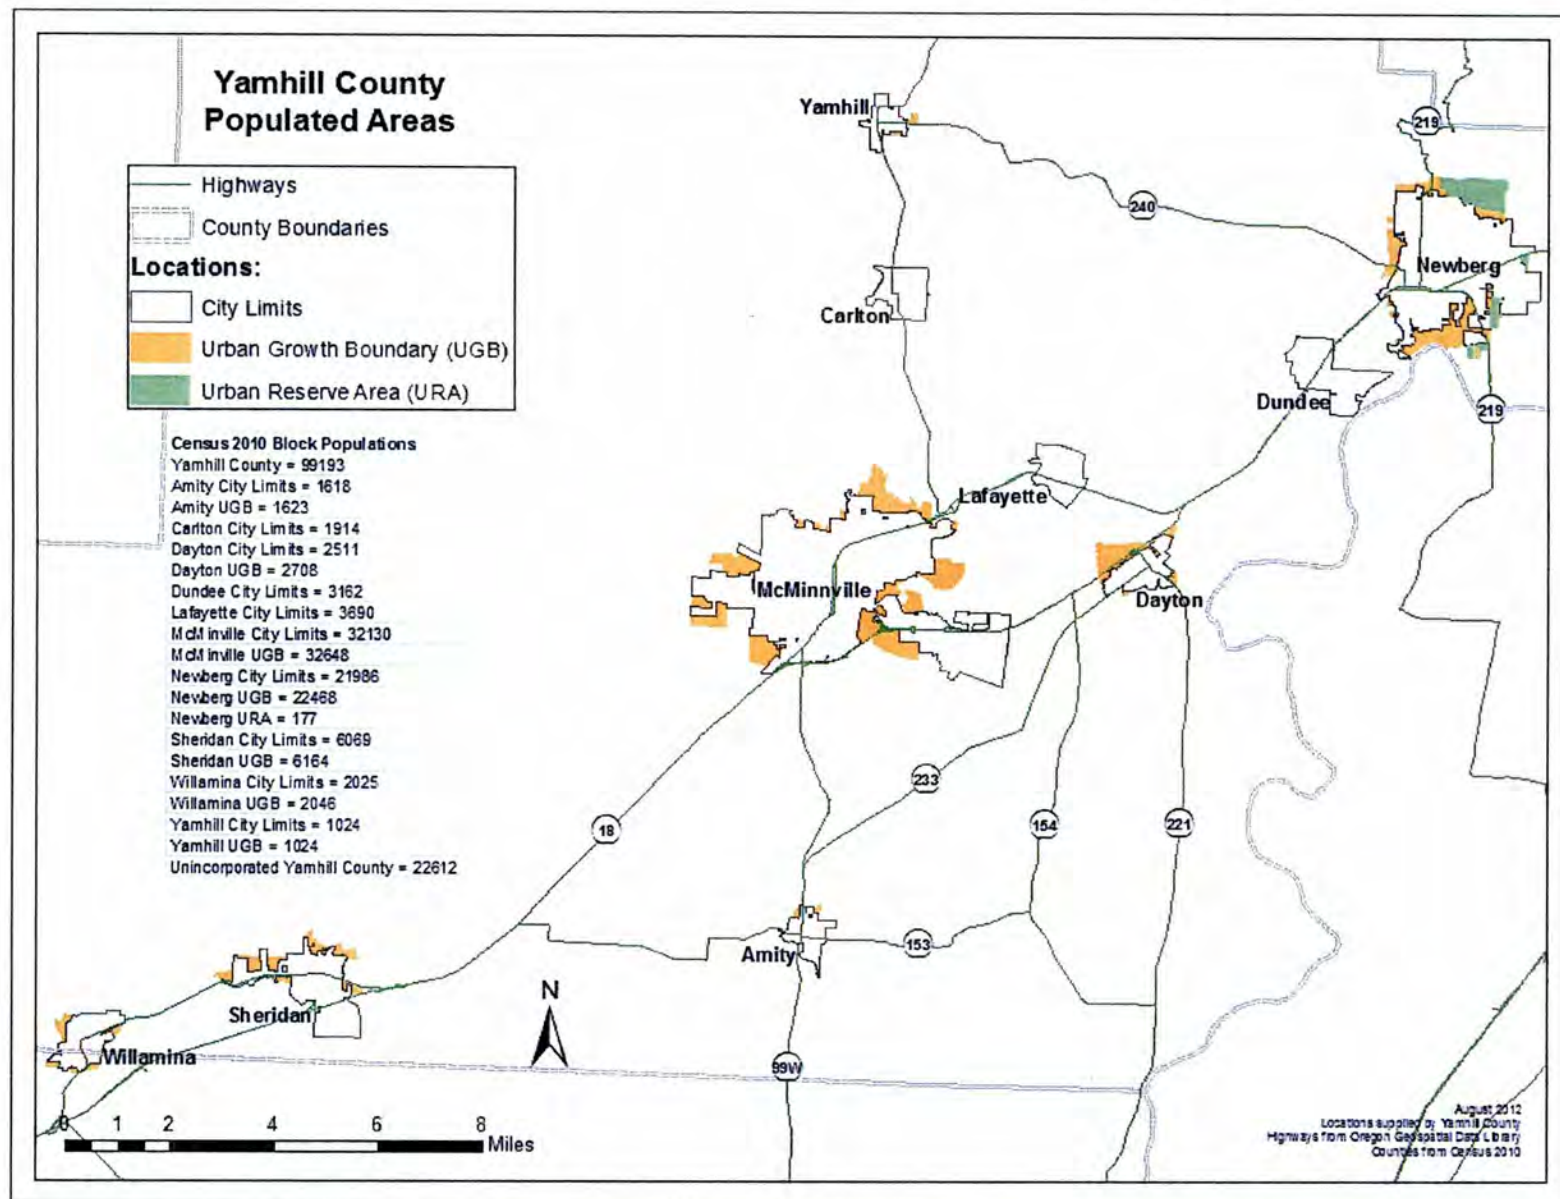 Yamhill County
Populated Areas
Highways
County Boundaries
Locations:
City Limits
Urban Growth Boundary (UGB)
Urban Reserve Area (URA)
Census 2010 Block Populations
Yamhill County = 99193
Amity City Limits = 1618
Amity UGB = 1623
Carlton City Limits = 1914
Dayton City Limits = 2511
Dayton UGB = 2708
Dundee City Limits = 3162
Lafayette City Limits = 3690
McMinville City Limits = 32130
McMinville UGB = 32648
Newberg City Limits = 21986
Newberg UGB = 22468
Newberg URA = 177
Sheridan City Limits = 6069
Sheridan UGB = 6164
Willamina City Limits = 2025
Willamina UGB = 2046
Yamhill City Limits = 1024
Yamhill UGB = 1024
Unincorporated Yamhill County = 22612
Yamhill
219
240
Newberg
Carlton
Dundee
219
Lafayette
McMinnville
Dayton
233
18
154
221
Amity
153
Sheridan
Willamina
N
99W
0 1 2 4 6 8
Miles
August 2012
Locations supplied by Yamhill County
Highways from Oregon Geospatial Data Library
Counties from Census 2010